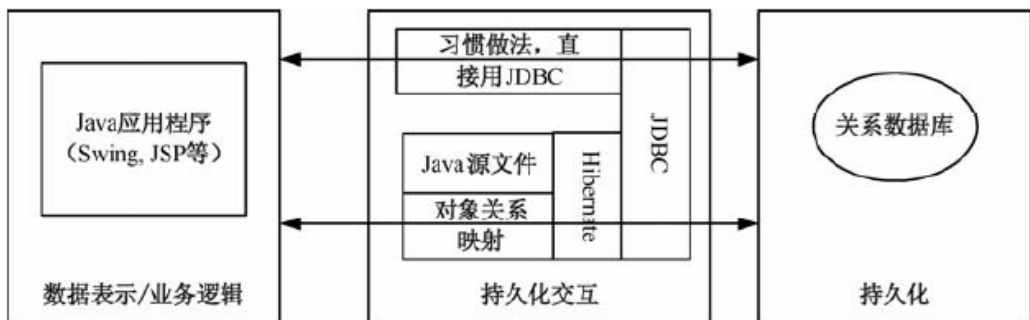 Java应用程序
（Swing, JSP等）
数据表示/业务逻辑
习惯做法，直
接用JDBC
JDBC
Java源文件
Hibernate
对象关系
映射
持久化交互
关系数据库
持久化